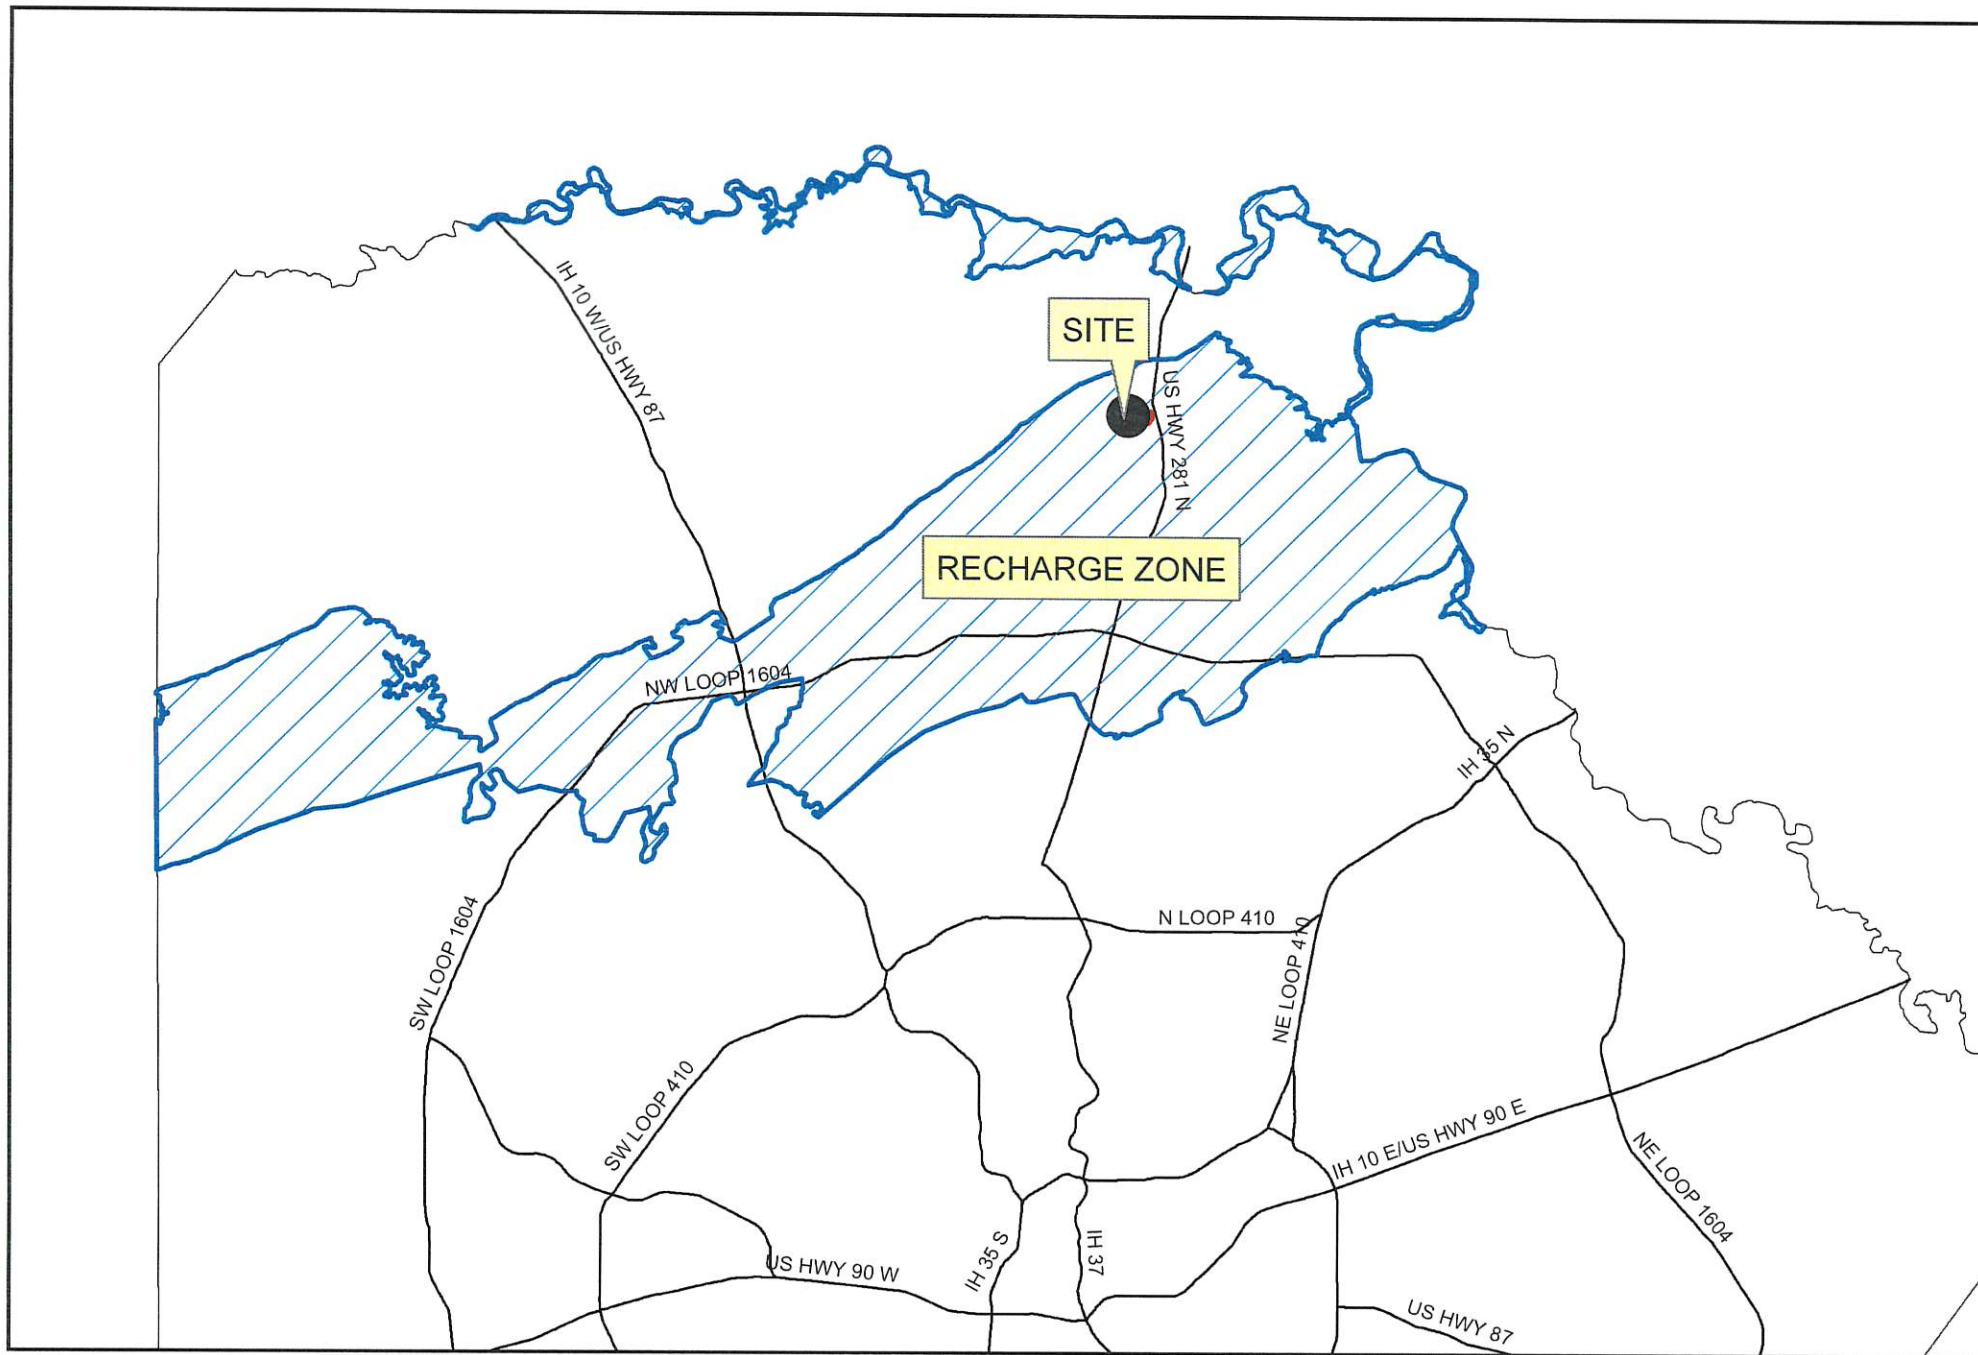 SITE
IH 10 W/US HWY 87
US HWY 281 N
RECHARGE ZONE
NW LOOP 1604
IH 35 N
N LOOP 410
SW LOOP 1604
NE LOOP 410
SW LOOP 410
IH 10 E/US HWY 90 E
NE LOOP 1604
IH 35 S
IH 37
US HWY 90 W
US HWY 87